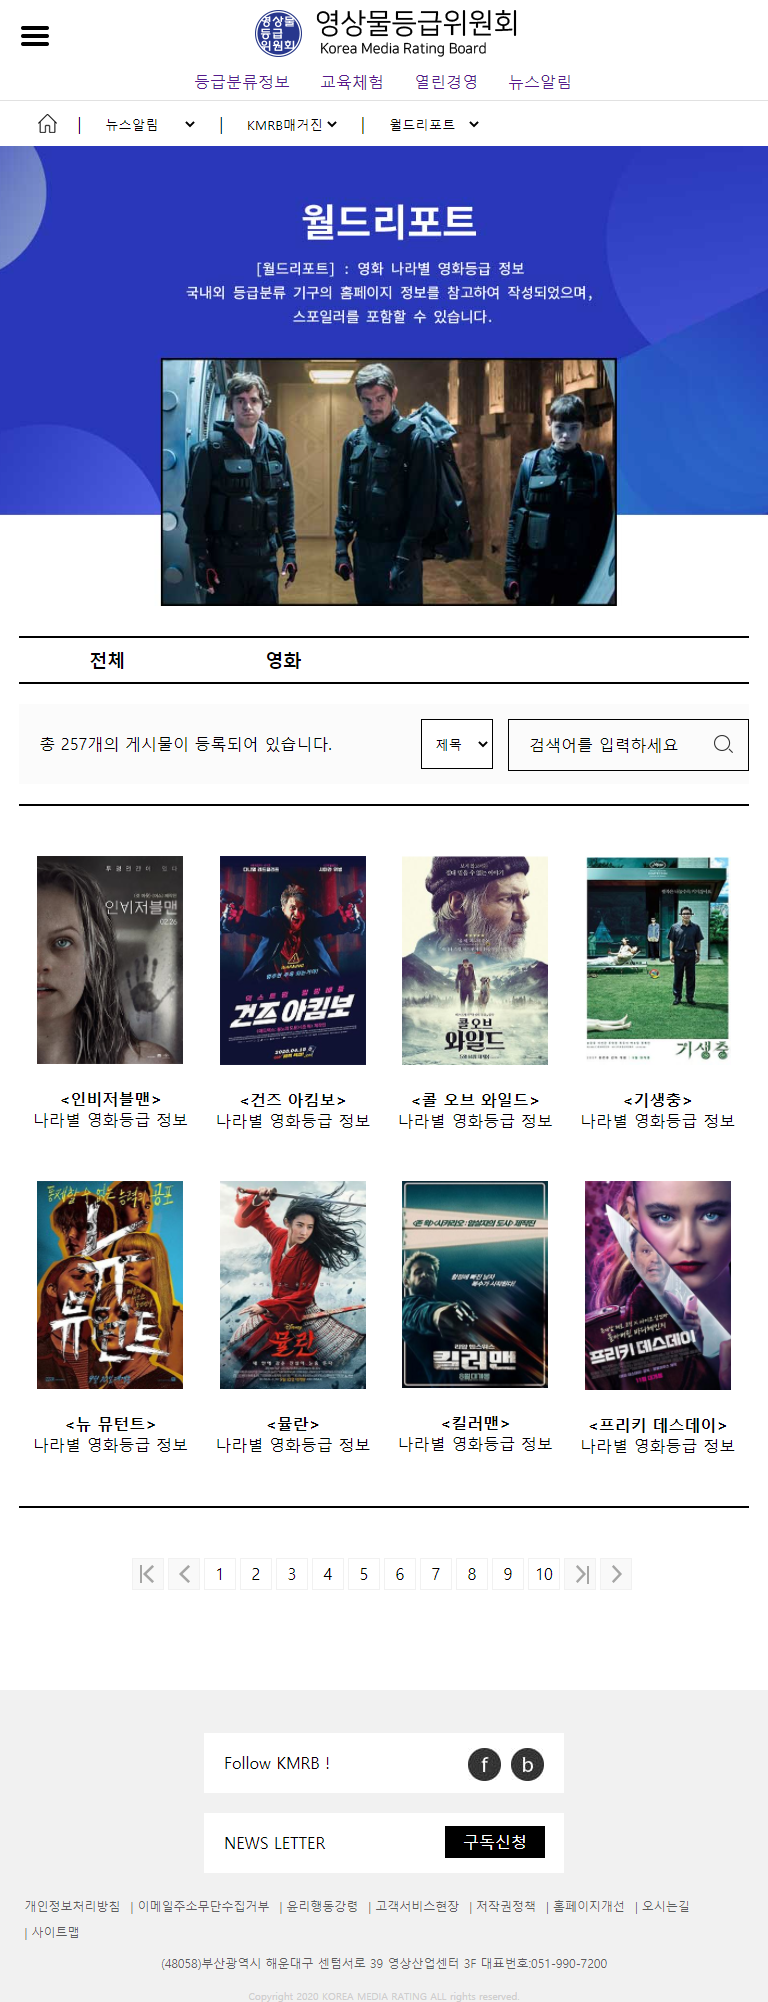 영상물
등급
위원회
영상물등급위원회
Korea Media Rating Board
등급분류정보 교육체험 열린경영 뉴스알림
| 뉴스알림 | KMRB매거진 | 월드리포트
월드리포트
[월드리포트] : 영화 나라별 영화등급 정보
국내외 등급분류 기구의 홈페이지 정보를 참고하여 작성되었으며,
스포일러를 포함할 수 있습니다.
전체 영화
총 257개의 게시물이 등록되어 있습니다. 제목 검색어를 입력하세요
인비저블맨
02.26
건즈 아킴보
콜 오브
와일드
기생충
<인비저블맨> <건즈 아킴보> <콜 오브 와일드> <기생충>
나라별 영화등급 정보 나라별 영화등급 정보 나라별 영화등급 정보 나라별 영화등급 정보
통제할 수 없는 능력의 공포
뉴
뮤턴트
Disney
뮬란
킬러맨
프리키 데스데이
<뉴 뮤턴트> <뮬란> <킬러맨> <프리키 데스데이>
나라별 영화등급 정보 나라별 영화등급 정보 나라별 영화등급 정보 나라별 영화등급 정보
1 2 3 4 5 6 7 8 9 10
Follow KMRB ! f b
NEWS LETTER 구독신청
개인정보처리방침 | 이메일주소무단수집거부 | 윤리행동강령 | 고객서비스현장 | 저작권정책 | 홈페이지개선 | 오시는길
| 사이트맵
(48058)부산광역시 해운대구 센텀서로 39 영상산업센터 3F 대표번호:051-990-7200
Copyright 2020 KOREA MEDIA RATING ALL rights reserved.